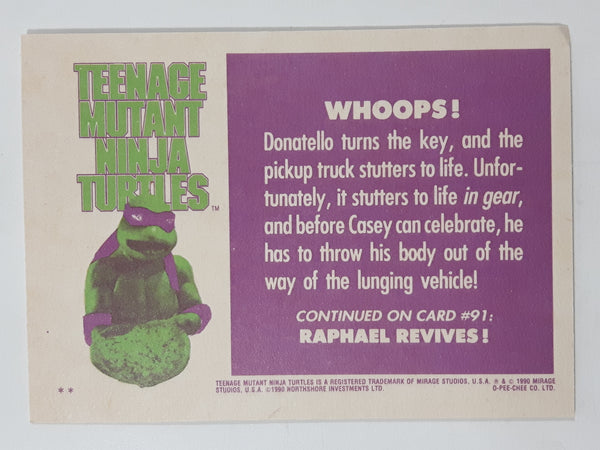 TEENAGE
MUTANT
NINJA
TURTLES™
WHOOPS!
Donatello turns the key, and the
pickup truck stutters to life. Unfor-
tunately, it stutters to life in gear,
and before Casey can celebrate, he
has to throw his body out of the
way of the lunging vehicle!
CONTINUED ON CARD #91:
RAPHAEL REVIVES!
TEENAGE MUTANT NINJA TURTLES IS A REGISTERED TRADEMARK OF MIRAGE STUDIOS, U.S.A. ® & © 1990 MIRAGE
STUDIOS, U.S.A. ©1990 NORTHSHORE INVESTMENTS LTD. O-PEE-CHEE CO. LTD.
**